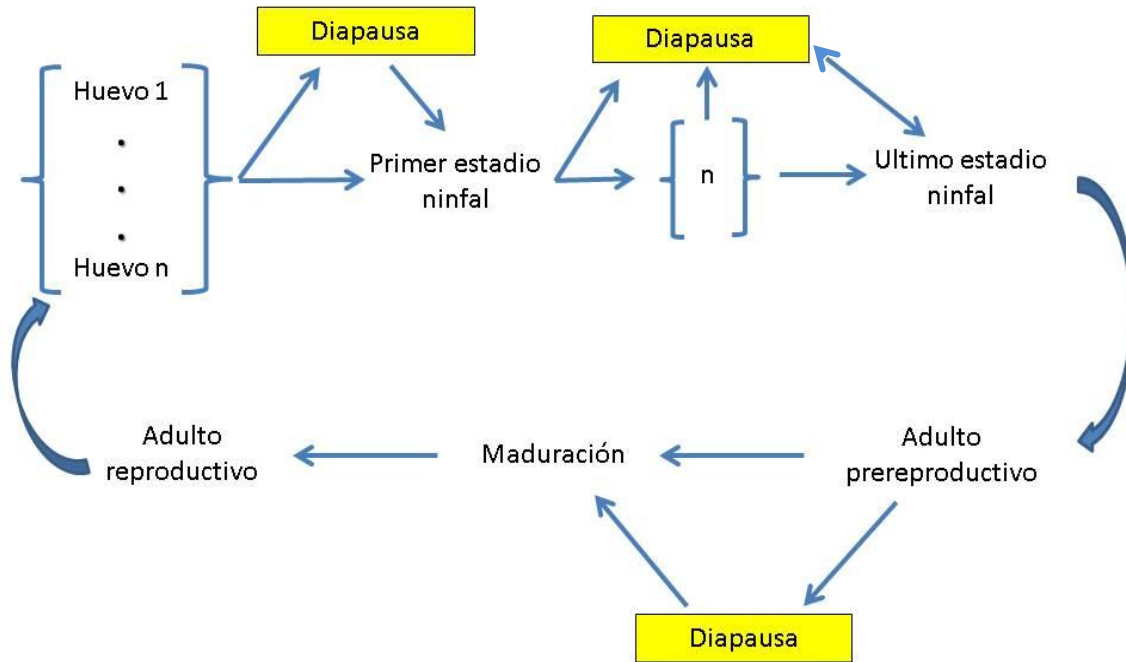 Diapausa
Diapausa
Huevo 1
Huevo n
Primer estadio
ninfal
n
Ultimo estadio
ninfal
Adulto
reproductivo
Maduración
Adulto
prereproductivo
Diapausa